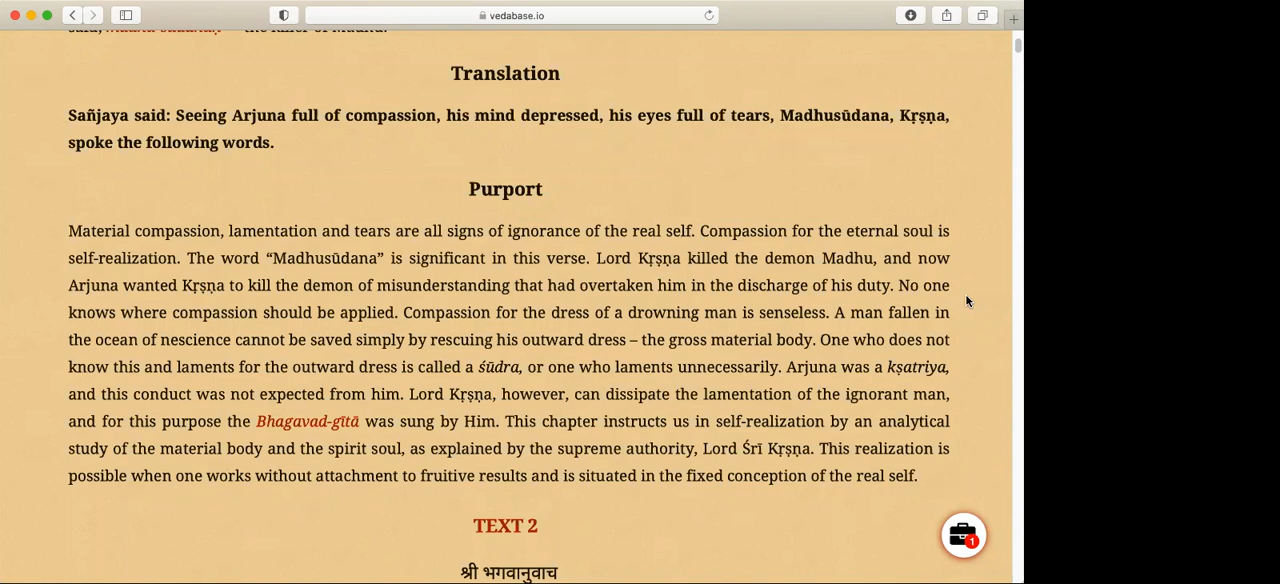 vedabase.io
the killer of Madhu.
Translation
Sañjaya said: Seeing Arjuna full of compassion, his mind depressed, his eyes full of tears, Madhusūdana, Kṛṣṇa,
spoke the following words.
Purport
Material compassion, lamentation and tears are all signs of ignorance of the real self. Compassion for the eternal soul is
self-realization. The word “Madhusūdana” is significant in this verse. Lord Kṛṣṇa killed the demon Madhu, and now
Arjuna wanted Kṛṣṇa to kill the demon of misunderstanding that had overtaken him in the discharge of his duty. No one
knows where compassion should be applied. Compassion for the dress of a drowning man is senseless. A man fallen in
the ocean of nescience cannot be saved simply by rescuing his outward dress – the gross material body. One who does not
know this and laments for the outward dress is called a śūdra, or one who laments unnecessarily. Arjuna was a kṣatriya,
and this conduct was not expected from him. Lord Kṛṣṇa, however, can dissipate the lamentation of the ignorant man,
and for this purpose the Bhagavad-gītā was sung by Him. This chapter instructs us in self-realization by an analytical
study of the material body and the spirit soul, as explained by the supreme authority, Lord Śrī Kṛṣṇa. This realization is
possible when one works without attachment to fruitive results and is situated in the fixed conception of the real self.
TEXT 2
1
श्री भगवानुवाच